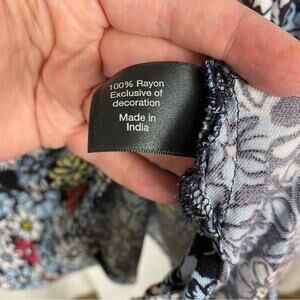 100% Rayon
Exclusive of
decoration
Made in
India